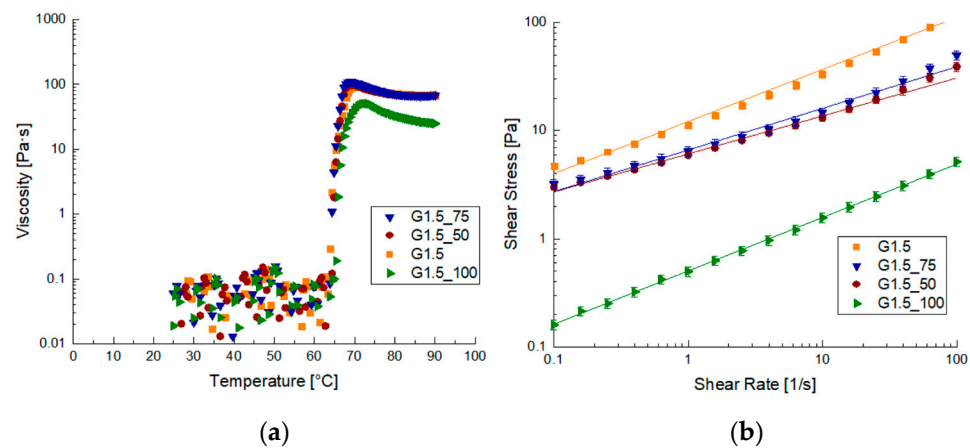 1000
100
10
1
0.1
0.01
Viscosity [Pa·s]
G1.5_75
G1.5_50
G1.5
G1.5_100
0 10 20 30 40 50 60 70 80 90 100
Temperature [°C]
(a)
100
10
1
0.1
Shear Stress [Pa]
G1.5
G1.5_75
G1.5_50
G1.5_100
0.1 1 10 100
Shear Rate [1/s]
(b)